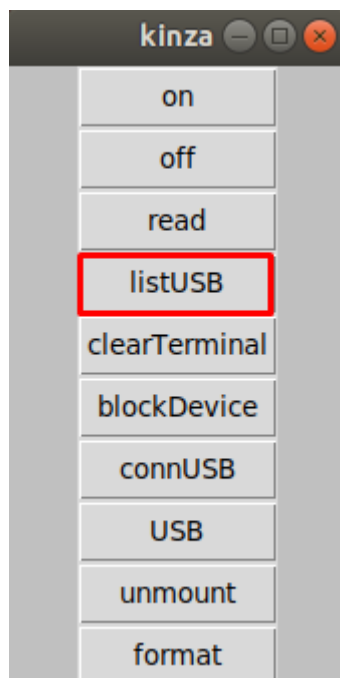 kinza
on
off
read
listUSB
clearTerminal
blockDevice
connUSB
USB
unmount
format